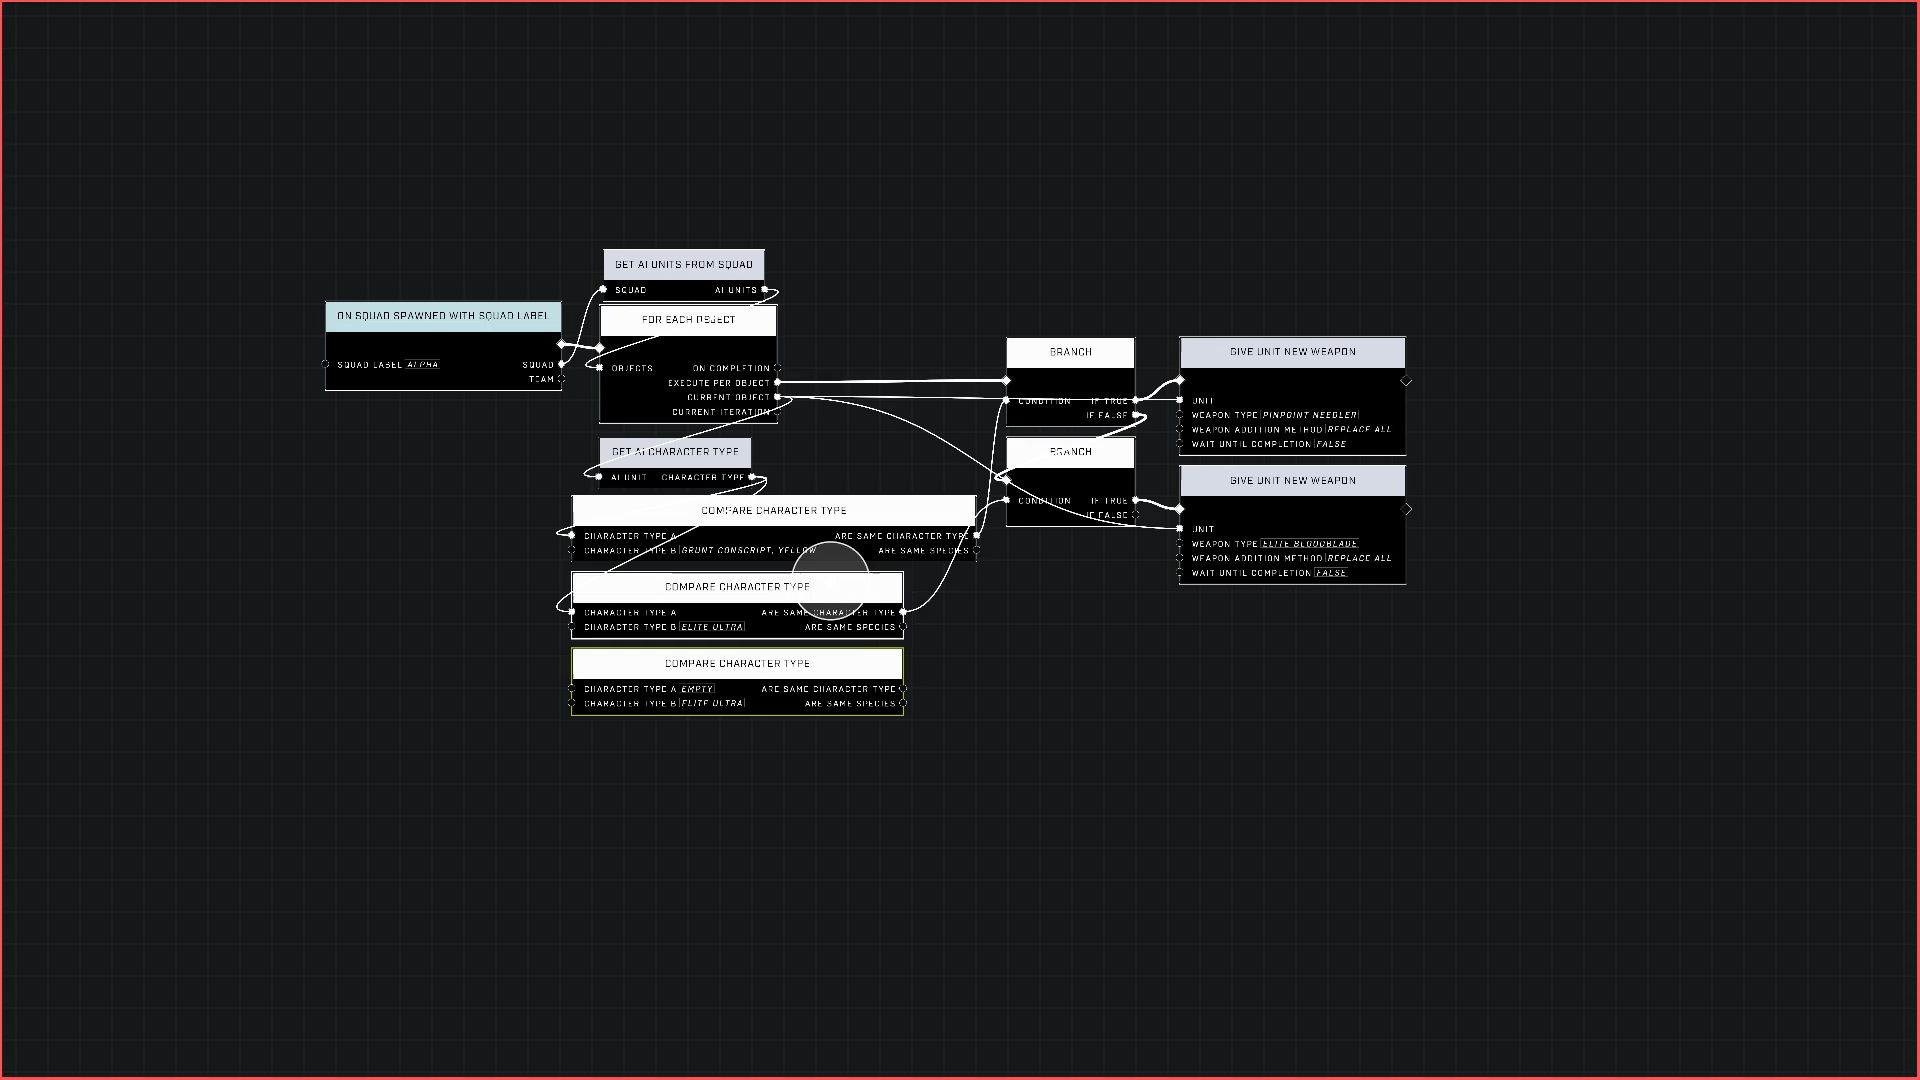 GET AI UNITS FROM SQUAD
SQUAD AI UNITS
ON SQUAD SPAWNED WITH SQUAD LABEL
SQUAD LABEL ALPHA SQUAD
TEAM
FOR EACH OBJECT
OBJECTS ON COMPLETION
EXECUTE PER OBJECT
CURRENT OBJECT
CURRENT ITERATION
GET AI CHARACTER TYPE
AI UNIT CHARACTER TYPE
COMPARE CHARACTER TYPE
CHARACTER TYPE A ARE SAME CHARACTER TYPE
CHARACTER TYPE B GRUNT CONSCRIPT, YELLOW ARE SAME SPECIES
COMPARE CHARACTER TYPE
CHARACTER TYPE A ARE SAME CHARACTER TYPE
CHARACTER TYPE B ELITE ULTRA ARE SAME SPECIES
COMPARE CHARACTER TYPE
CHARACTER TYPE A EMPTY ARE SAME CHARACTER TYPE
CHARACTER TYPE B ELITE ULTRA ARE SAME SPECIES
BRANCH
CONDITION IF TRUE
IF FALSE
BRANCH
CONDITION IF TRUE
IF FALSE
GIVE UNIT NEW WEAPON
UNIT
WEAPON TYPE PINPOINT NEEDLER
WEAPON ADDITION METHOD REPLACE ALL
WAIT UNTIL COMPLETION FALSE
GIVE UNIT NEW WEAPON
UNIT
WEAPON TYPE ELITE BLOODBLADE
WEAPON ADDITION METHOD REPLACE ALL
WAIT UNTIL COMPLETION FALSE